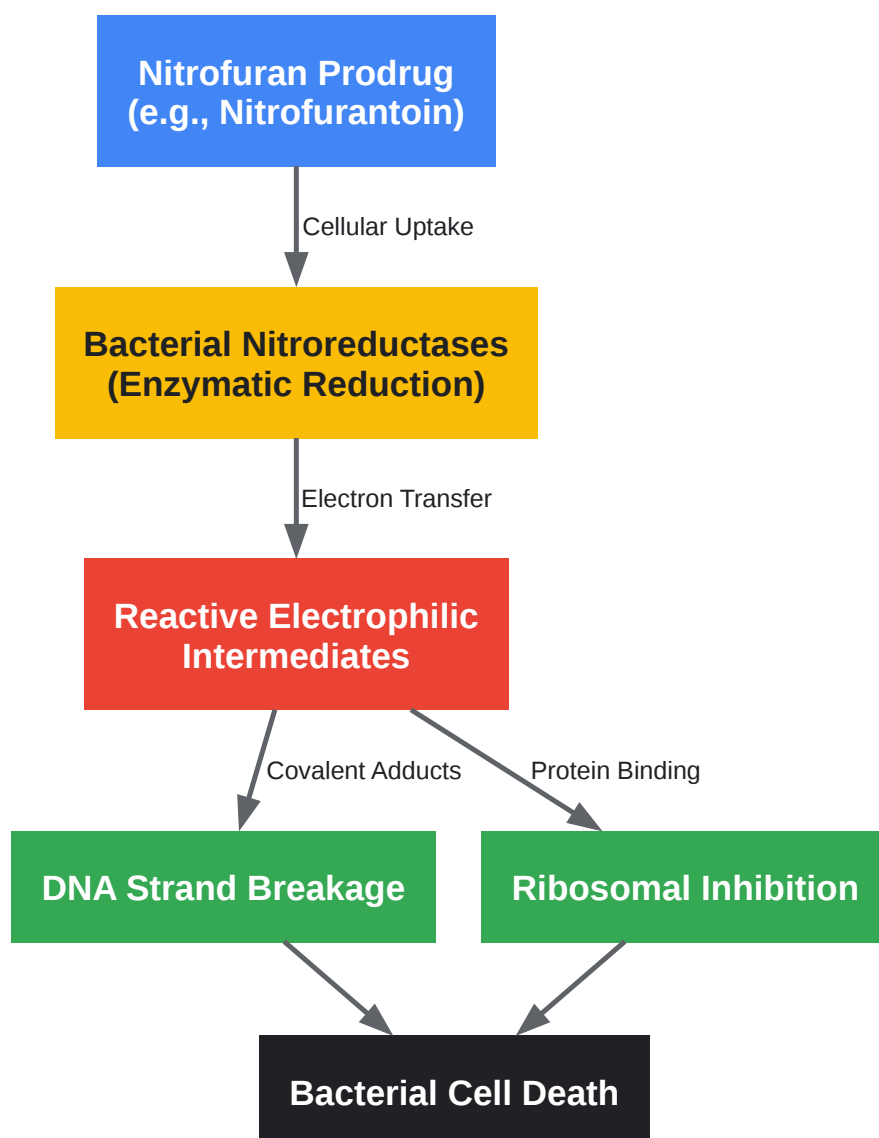 Nitrofuran Prodrug
(e.g., Nitrofurantoin)
Cellular Uptake
Bacterial Nitroreductases
(Enzymatic Reduction)
Electron Transfer
Reactive Electrophilic
Intermediates
Covalent Adducts
Protein Binding
DNA Strand Breakage
Ribosomal Inhibition
Bacterial Cell Death